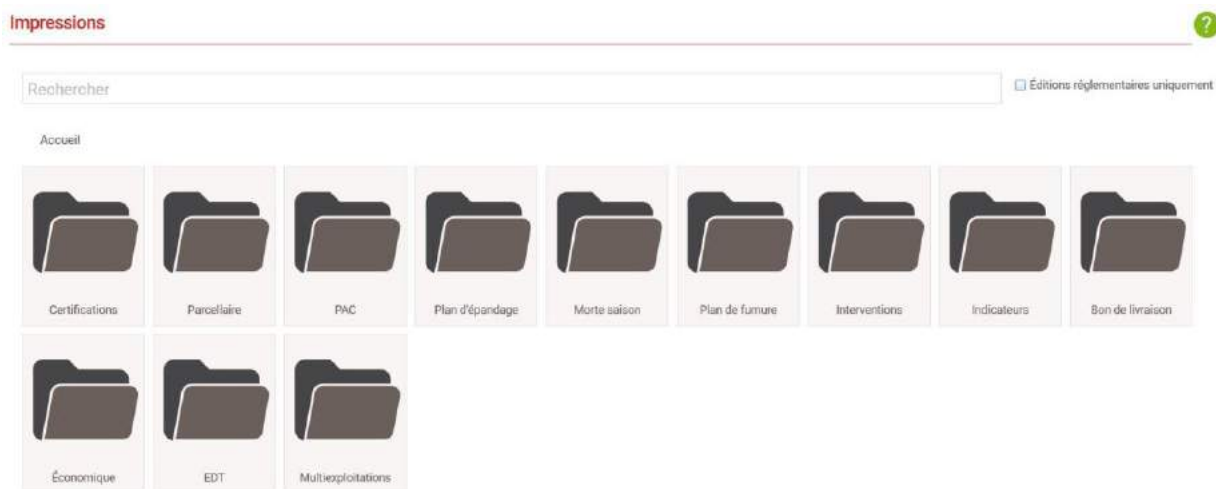 Impressions
?
Rechercher
Éditions réglementaires uniquement
Accueil
Certifications
Parcellaire
PAC
Plan d'épandage
Morte saison
Plan de fumure
Interventions
Indicateurs
Bon de livraison
Économique
EDT
Multiexploitations